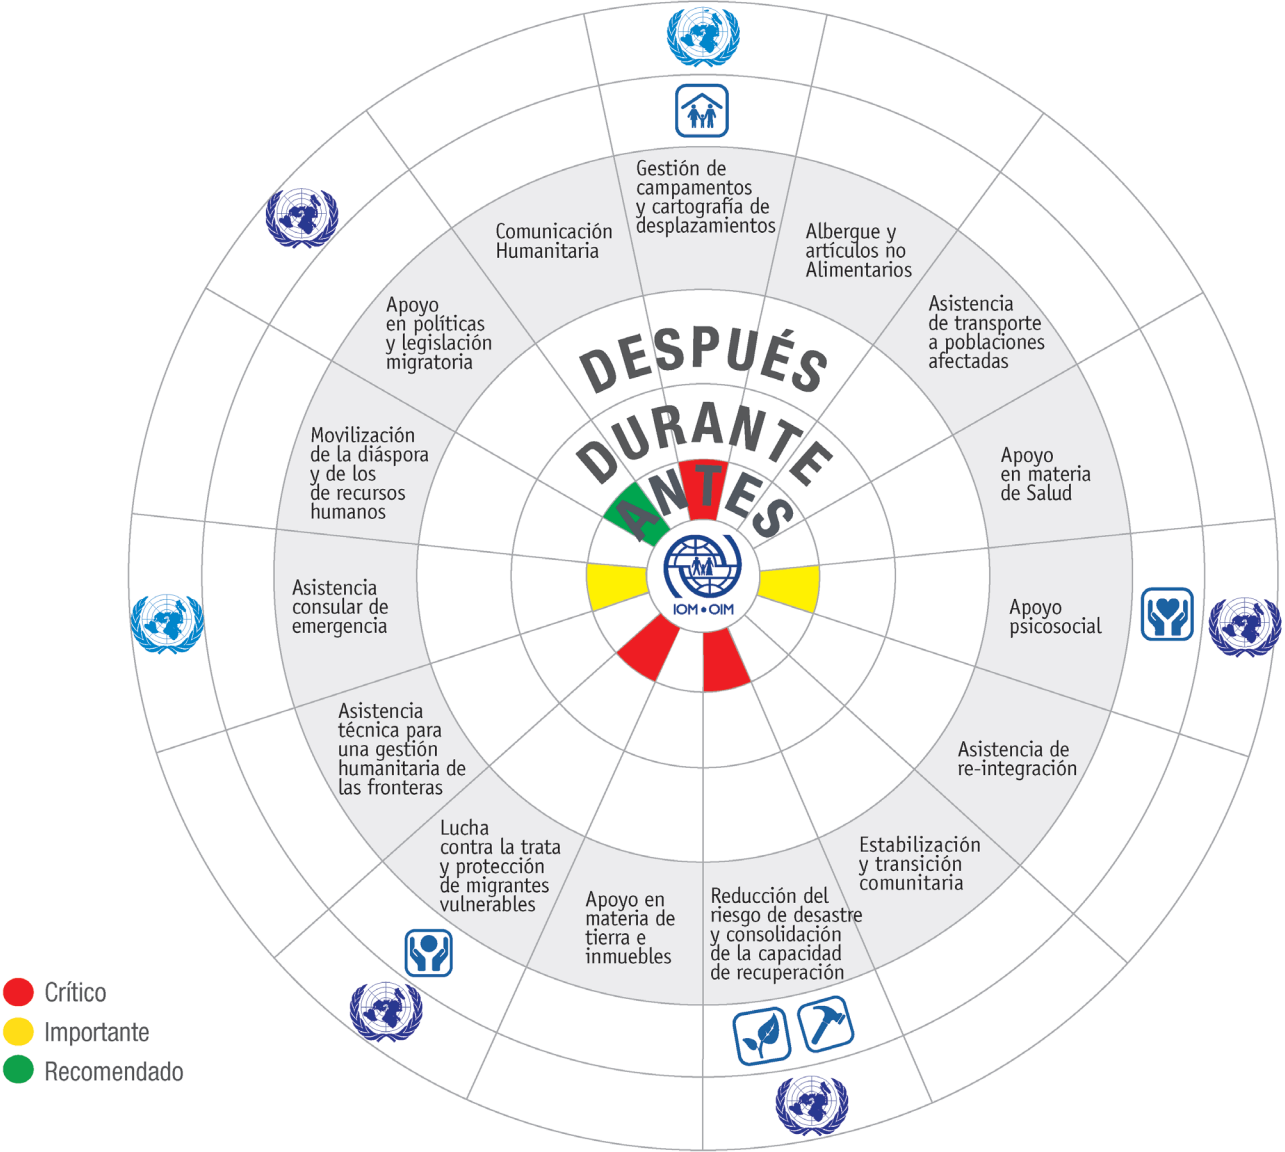 Gestión de
campamentos
y cartografía de
desplazamientos
Albergue y
artículos no
Alimentarios
Asistencia
de transporte
a poblaciones
afectadas
Apoyo
en materia
de Salud
Apoyo
psicosocial
Asistencia de
re-integración
Estabilización
y transición
comunitaria
Reducción del
riesgo de desastre
y consolidación
de la capacidad
de recuperación
Apoyo en
materia de
tierra e
inmuebles
Lucha
contra la trata
y protección
de migrantes
vulnerables
Asistencia
técnica para
una gestión
humanitaria de
las fronteras
Asistencia
consular de
emergencia
Movilización
de la diáspora
y de los
de recursos
humanos
Apoyo
en políticas
y legislación
migratoria
Comunicación
Humanitaria
DESPUÉS
DURANTE
ANTES
IOM • OIM
Crítico
Importante
Recomendado